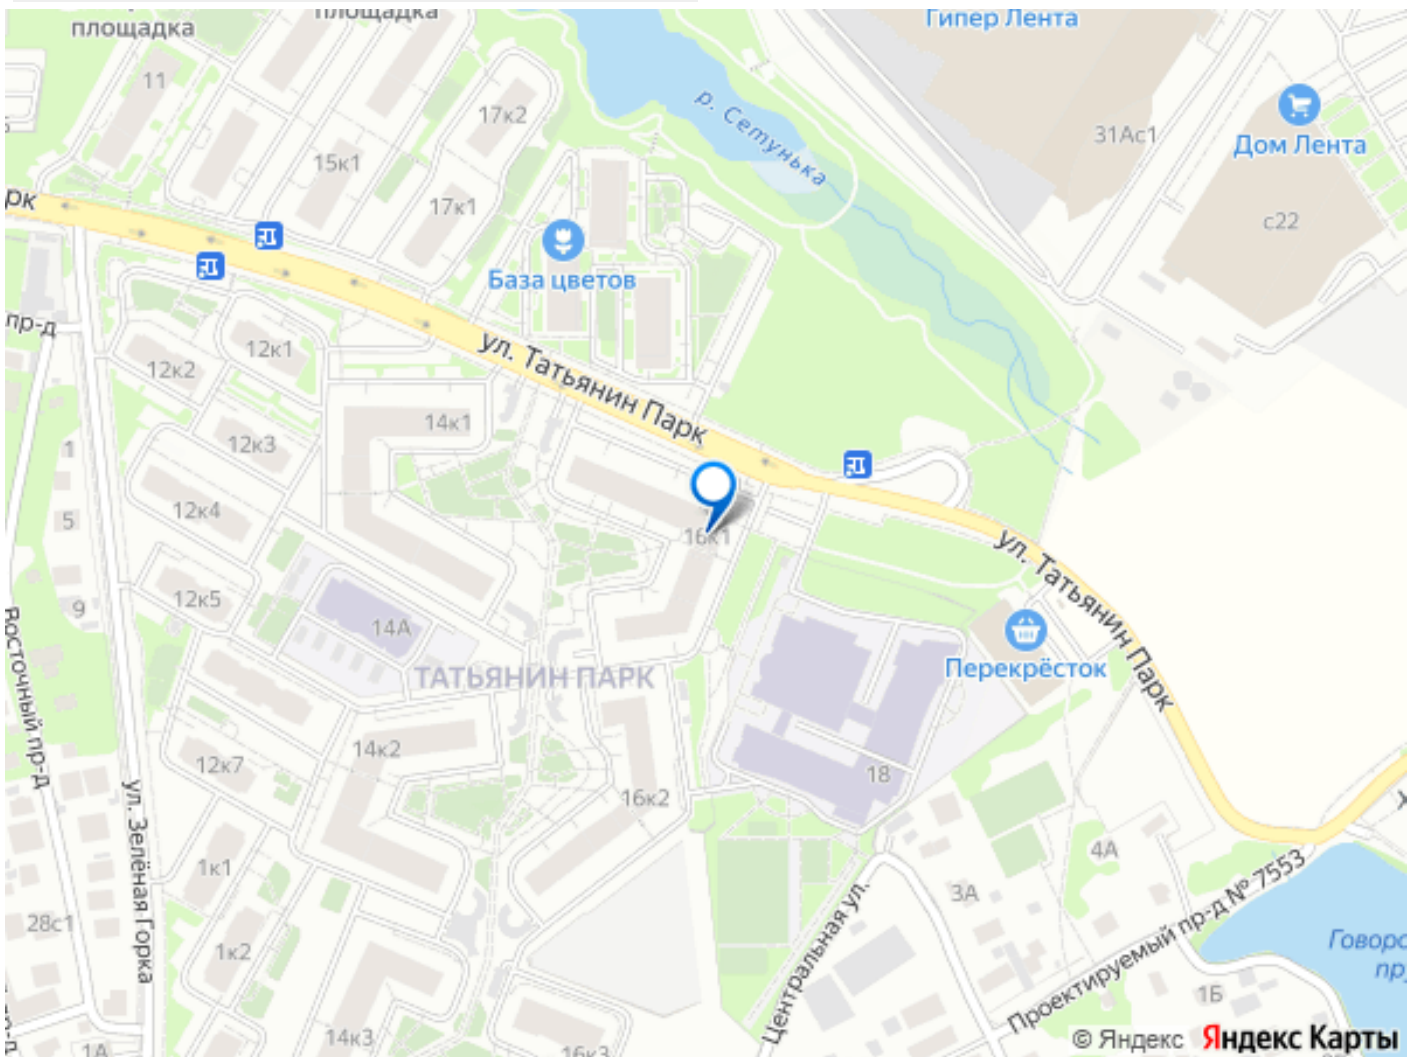 площадка
площадка
Гипер Лента
11
17к2
р. Сетунька
31Ас1
Дом Лента
15к1
рк
17к1
с22
База цветов
пр-д
12к1
12к2
ул. Татьянин Парк
14к1
12к3
1
12к4
5
16к1
ул. Татьянин Парк
12к5
9
14А
Восточный пр-д
ТАТЬЯНИН ПАРК
Перекрёсток
14к2
12к7
18
16к2
ул. Зелёная Горка
4А
1к1
3А
Центральная ул.
Проектируемый пр-д № 7553
28с1
1к2
Говоро
пру
1Б
14к3
16к3
1А
© Яндекс Яндекс Карты